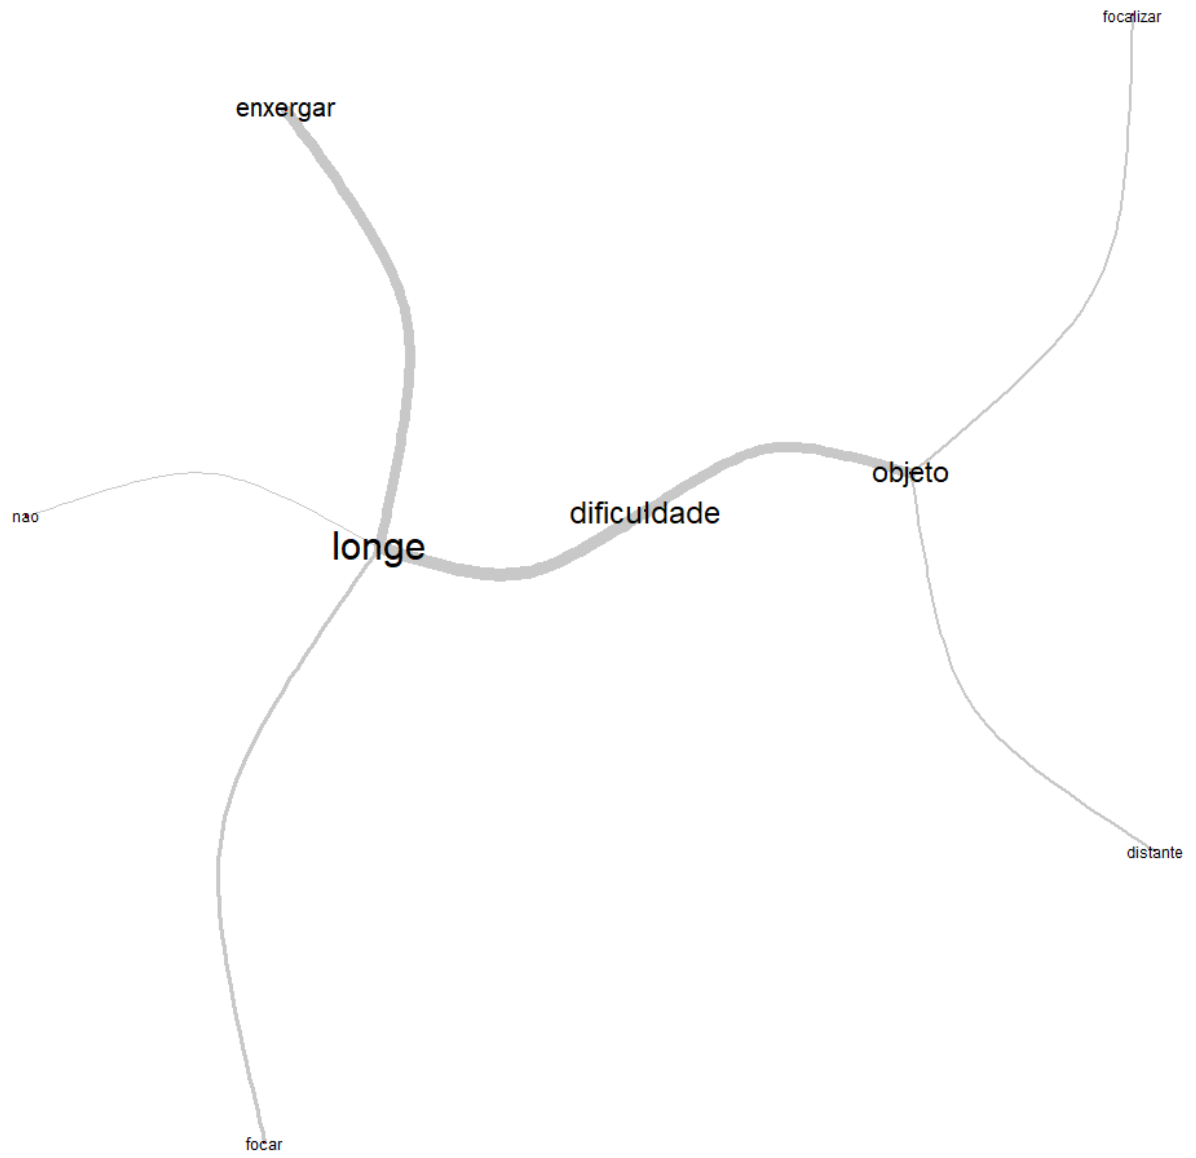 focalizar
enxergar
objeto
dificuldade
nao
longe
distante
focar